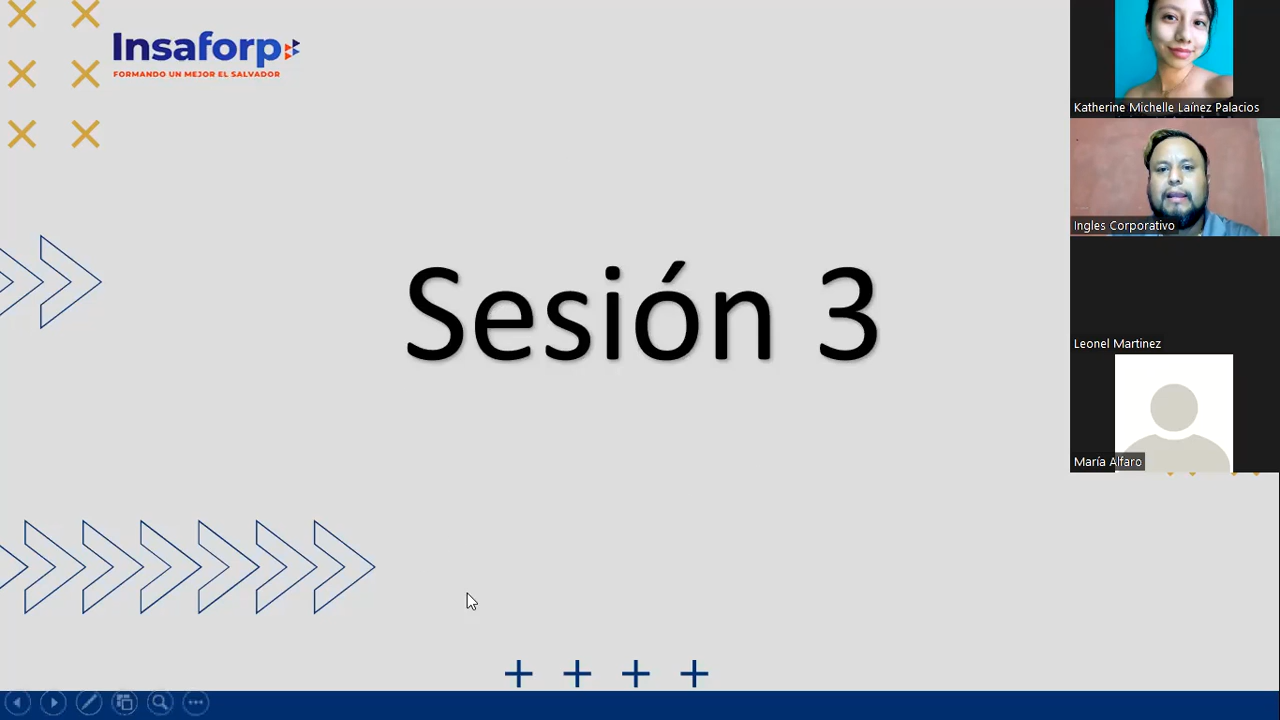 Insaforp
FORMANDO UN MEJOR EL SALVADOR
Sesión 3
Katherine Michelle Laínez Palacios
Ingles Corporativo
Leonel Martinez
María Alfaro